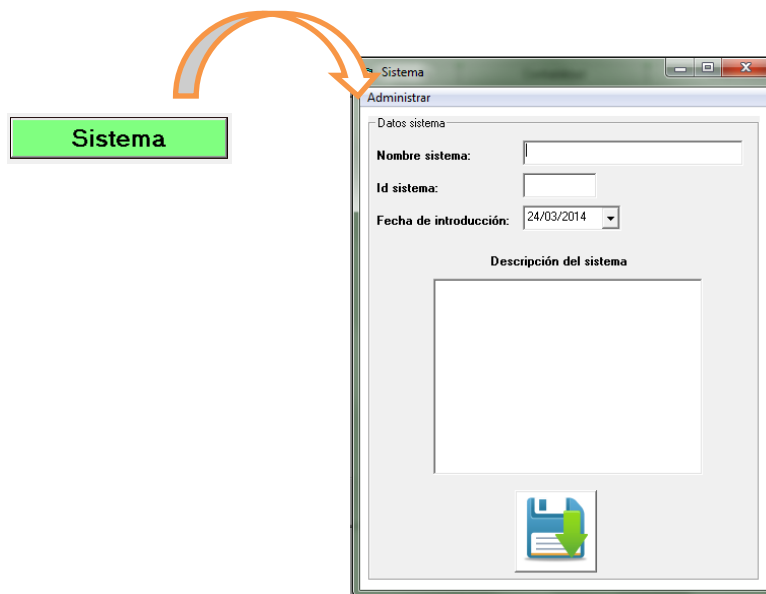 Sistema
Sistema
Administrar
Datos sistema
Nombre sistema:
Id sistema:
Fecha de introducción: 24/03/2014
Descripción del sistema